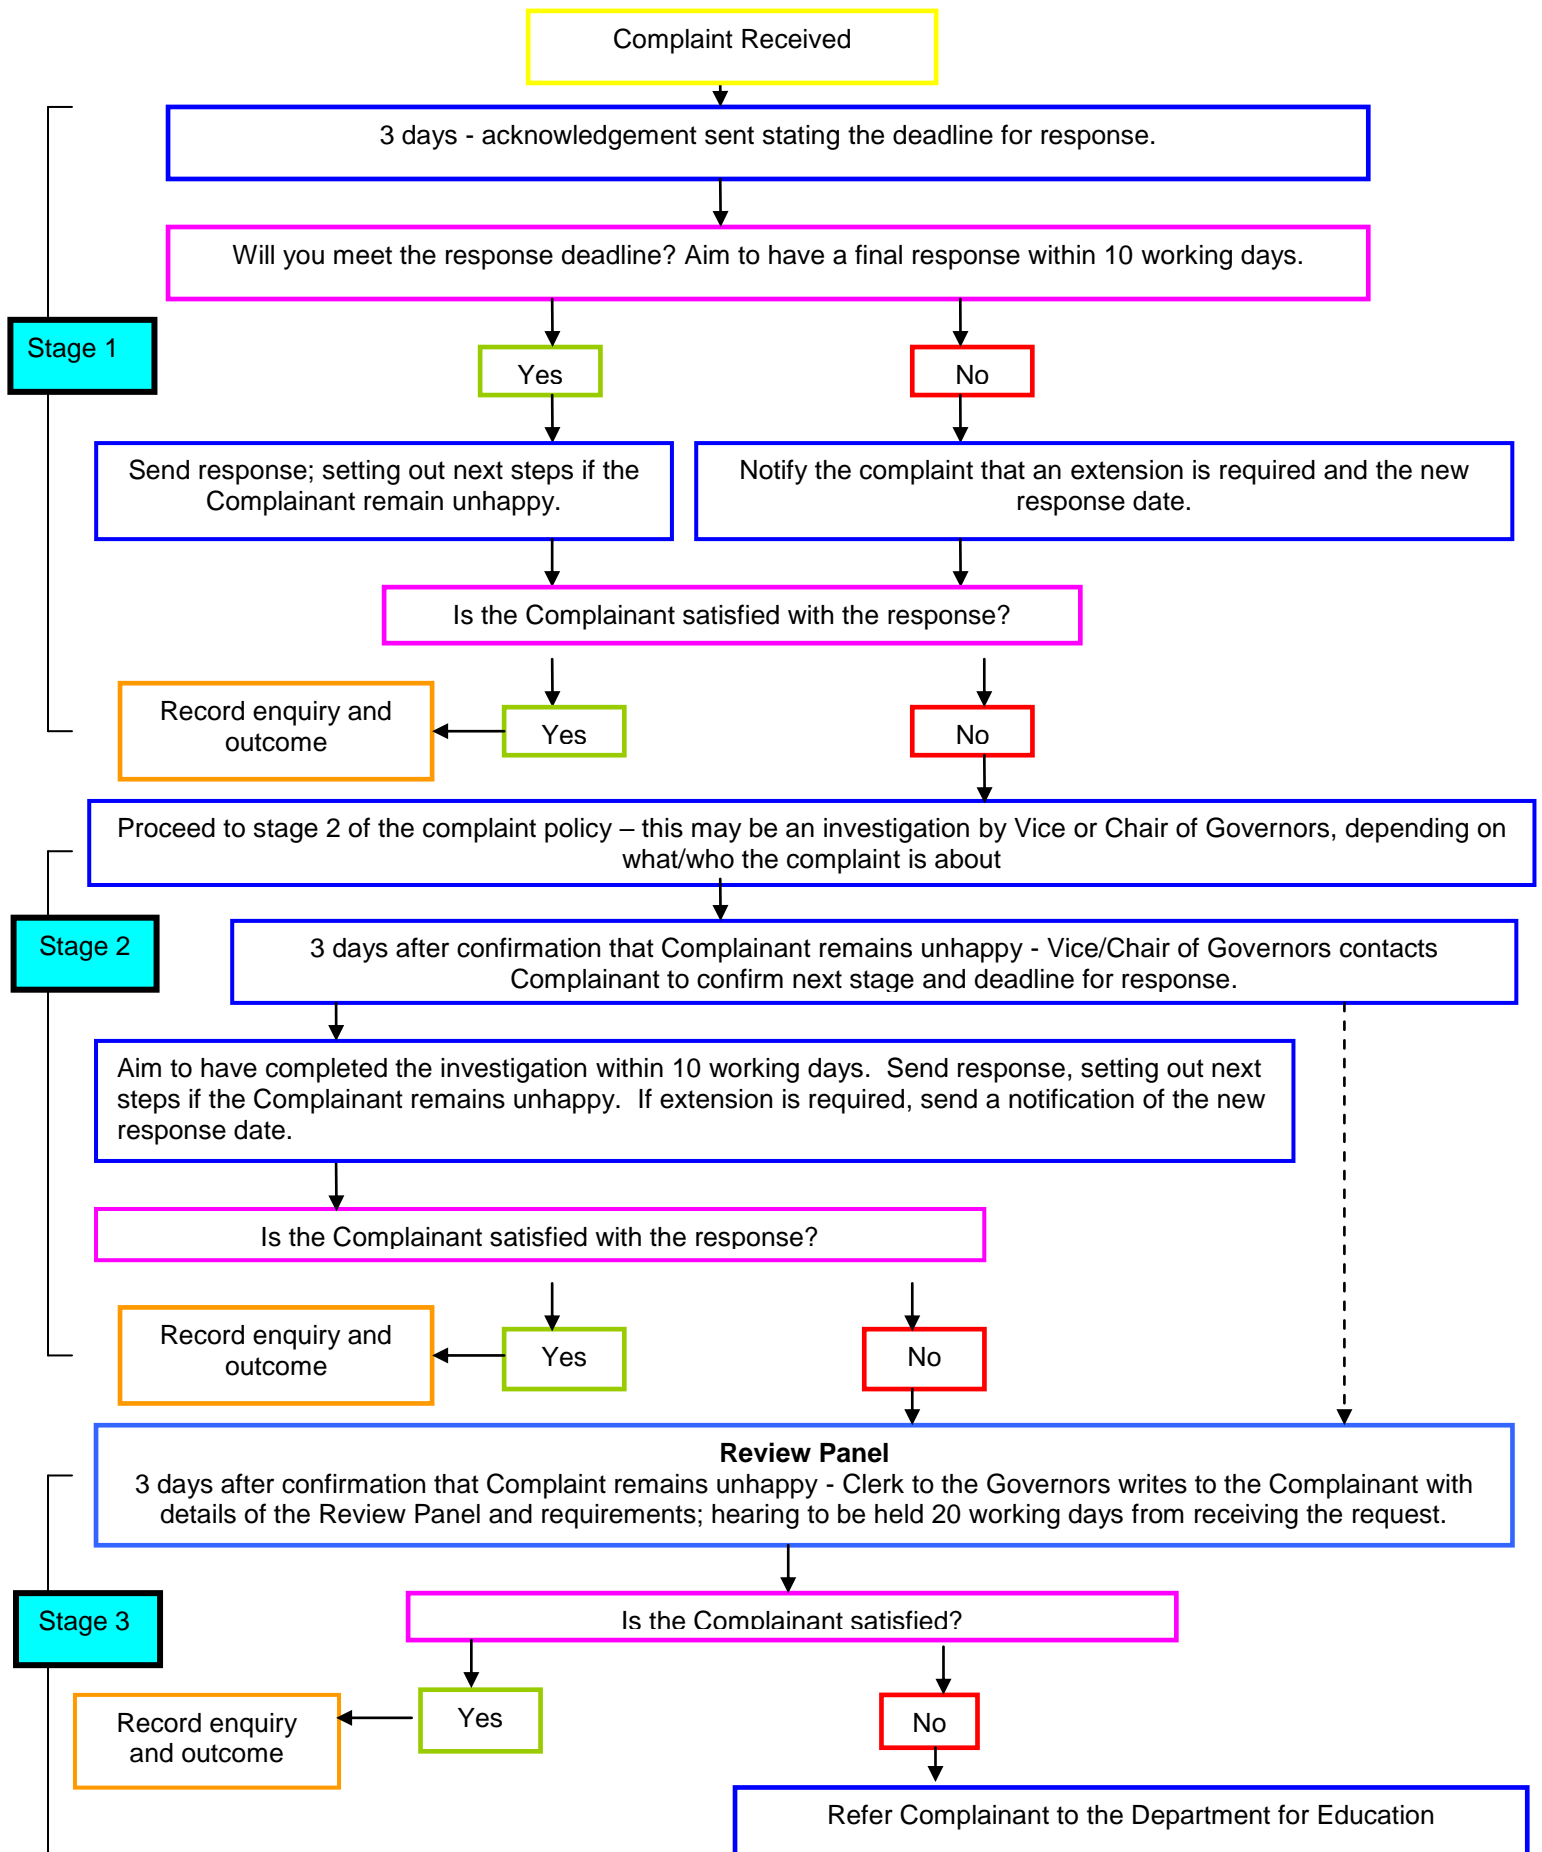 Complaint Received
3 days - acknowledgement sent stating the deadline for response.
Will you meet the response deadline? Aim to have a final response within 10 working days.
Stage 1
Yes
No
Send response; setting out next steps if the
Complainant remain unhappy.
Notify the complaint that an extension is required and the new
response date.
Is the Complainant satisfied with the response?
Record enquiry and
outcome
Yes
No
Proceed to stage 2 of the complaint policy – this may be an investigation by Vice or Chair of Governors, depending on
what/who the complaint is about
Stage 2
3 days after confirmation that Complainant remains unhappy - Vice/Chair of Governors contacts
Complainant to confirm next stage and deadline for response.
Aim to have completed the investigation within 10 working days.  Send response, setting out next
steps if the Complainant remains unhappy.  If extension is required, send a notification of the new
response date.
Is the Complainant satisfied with the response?
Record enquiry and
outcome
Yes
No
Review Panel
3 days after confirmation that Complaint remains unhappy - Clerk to the Governors writes to the Complainant with
details of the Review Panel and requirements; hearing to be held 20 working days from receiving the request.
Stage 3
Is the Complainant satisfied?
Record enquiry
and outcome
Yes
No
Refer Complainant to the Department for Education